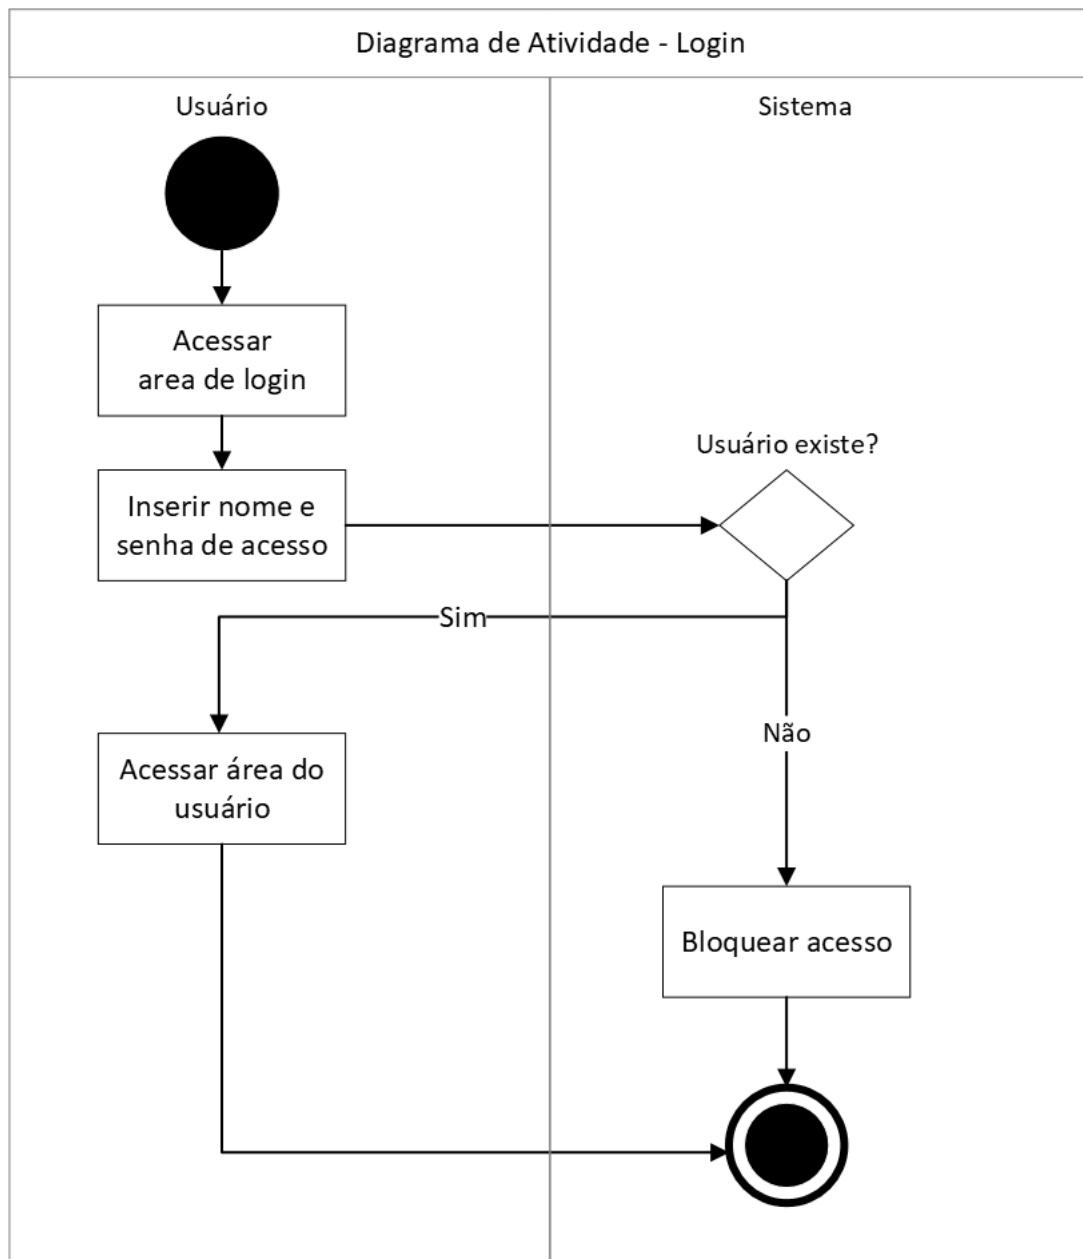 Diagrama de Atividade - Login
Usuário
Sistema
Acessar
area de login
Usuário existe?
Inserir nome e
senha de acesso
Sim
Não
Acessar área do
usuário
Bloquear acesso